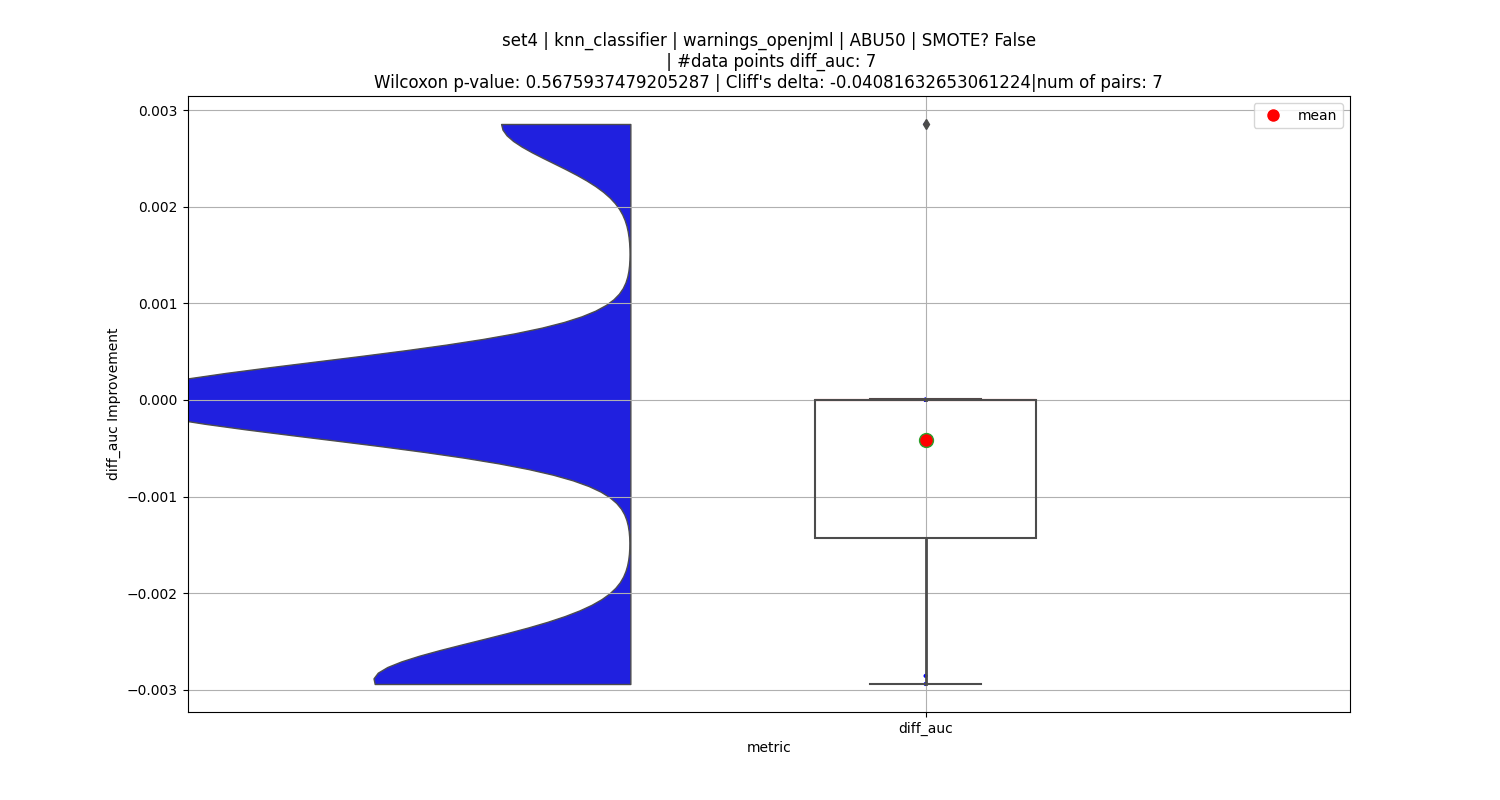 set4 | knn_classifier | warnings_openjml | ABU50 | SMOTE? False
| #data points diff_auc: 7
Wilcoxon p-value: 0.5675937479205287 | Cliff's delta: -0.04081632653061224|num of pairs: 7
mean
0.003
0.002
0.001
0.000
−0.001
−0.002
−0.003
diff_auc Improvement
diff_auc
metric